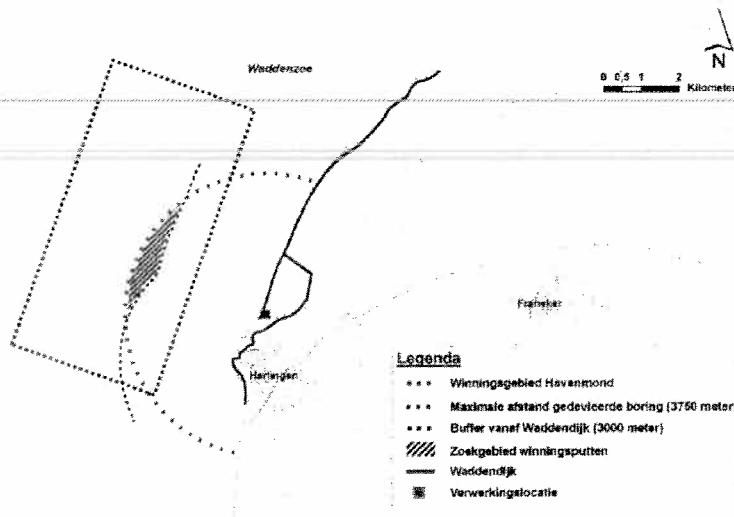 Waddenzee
N
0 0,5 1 2
Kilometer
Franeker
Harlingen
Legenda
Winningsgebied Havenmond
Maximale afstand gedevieerde boring (3750 meter)
Buffer vanaf Waddendijk (3000 meter)
Zoekgebied winningsputten
Waddendijk
Verwerkingslocatie